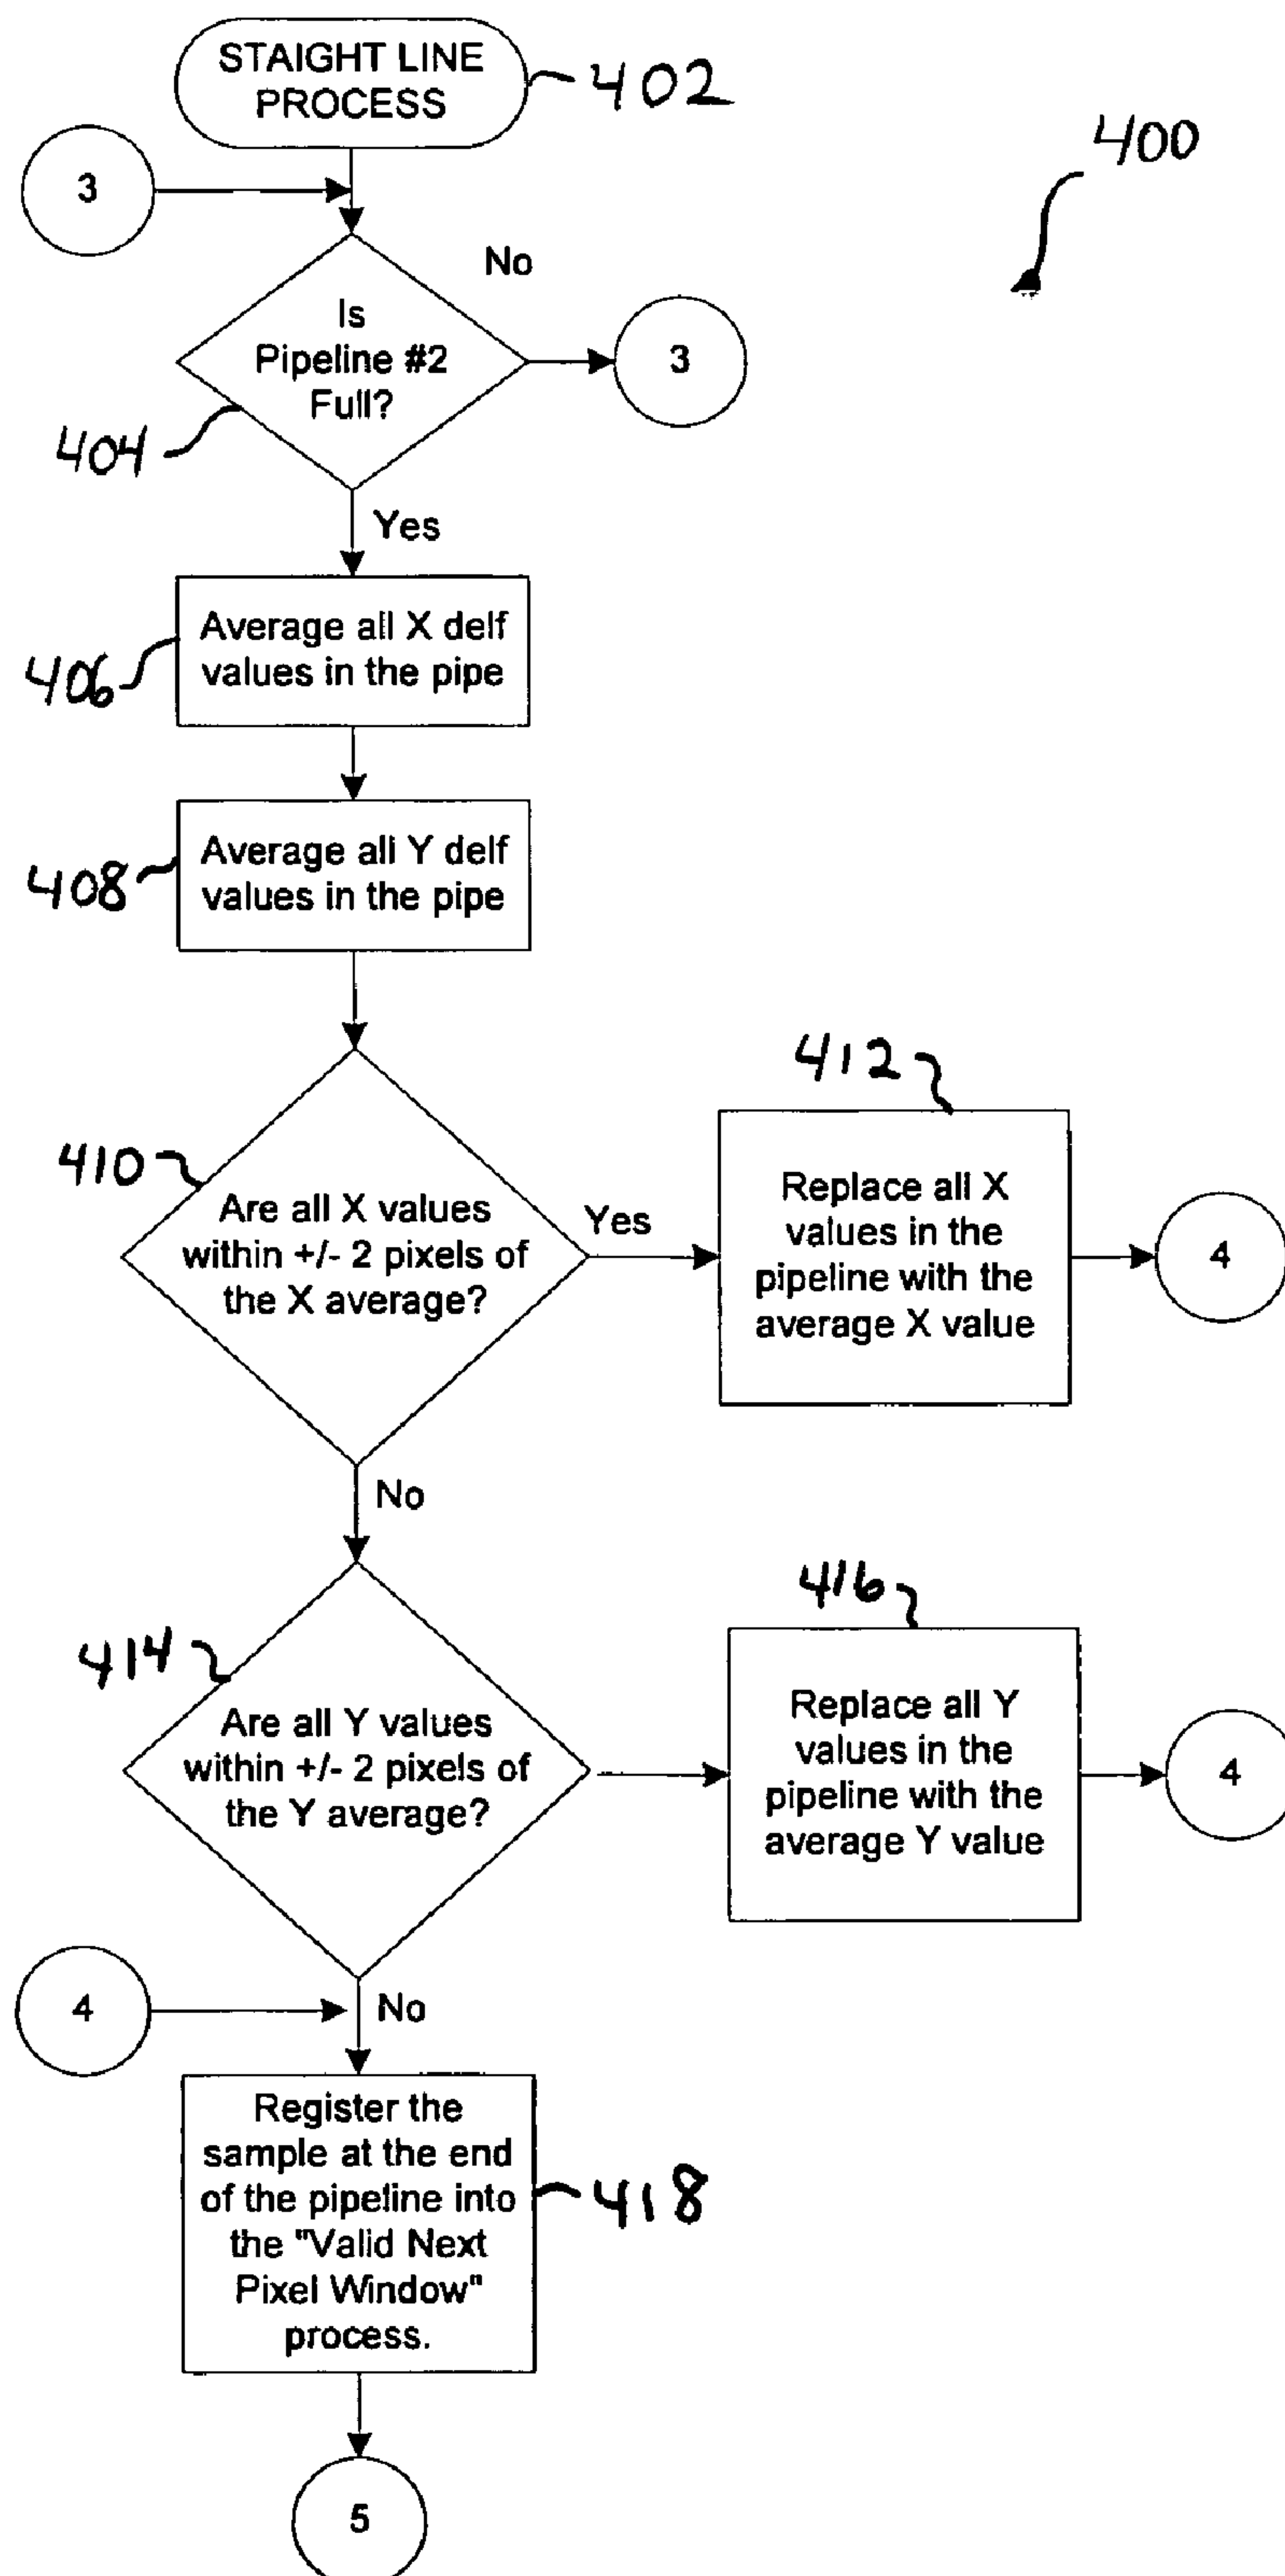 STAIGHT LINE
PROCESS
402
400
3
No
Is
Pipeline #2
Full?
3
404
Yes
Average all X delf
values in the pipe
406
Average all Y delf
values in the pipe
408
412
410
Are all X values
within +/- 2 pixels of
the X average?
Yes
Replace all X
values in the
pipeline with the
average X value
4
No
416
414
Are all Y values
within +/- 2 pixels of
the Y average?
Replace all Y
values in the
pipeline with the
average Y value
4
4
No
Register the
sample at the end
of the pipeline into
the "Valid Next
Pixel Window"
process.
418
5